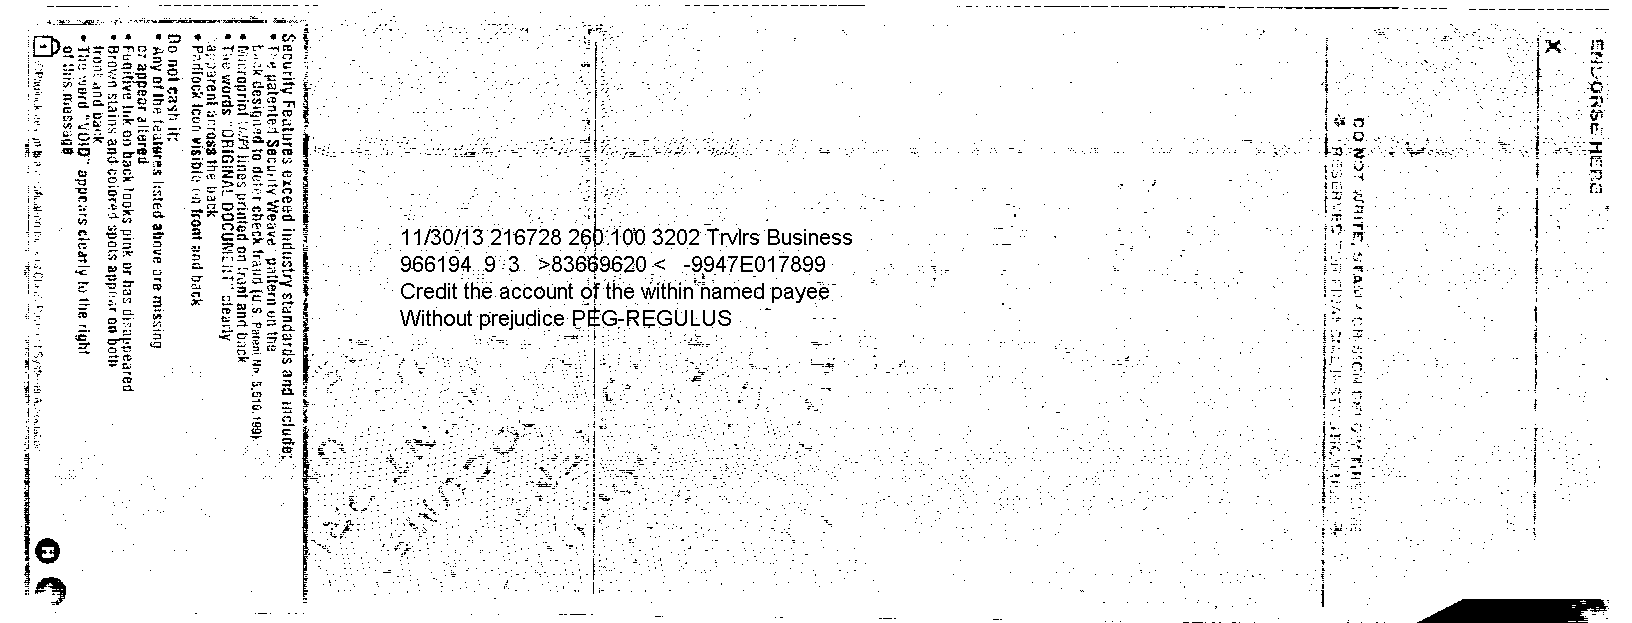 ENDORSE HERE
X
DO NOT WRITE, STAMP OR SIGN BELOW THIS LINE
RESERVED FOR FINANCIAL INSTITUTION
11/30/13 216728 260.100 3202 Trvlrs Business
966194 9 3 >83669620 < -9947E017899
Credit the account of the within named payee
Without prejudice PEG-REGULUS
Security Features exceed industry standards and include:
• The patented Security Weave pattern on the
back designed to deter check fraud (U.S. Patent No. 5,510,199).
• Microprint lines printed on front and back
• The words "ORIGINAL DOCUMENT" clearly
apparent across the back
• Padlock icon visible on front and back
Do not cash if:
• Any of the features listed above are missing
or appear altered
• Fugitive ink on back looks pink or has disappeared
• Brown stains and colored spots appear on both
front and back
• The word "VOID" appears clearly to the right
of this message